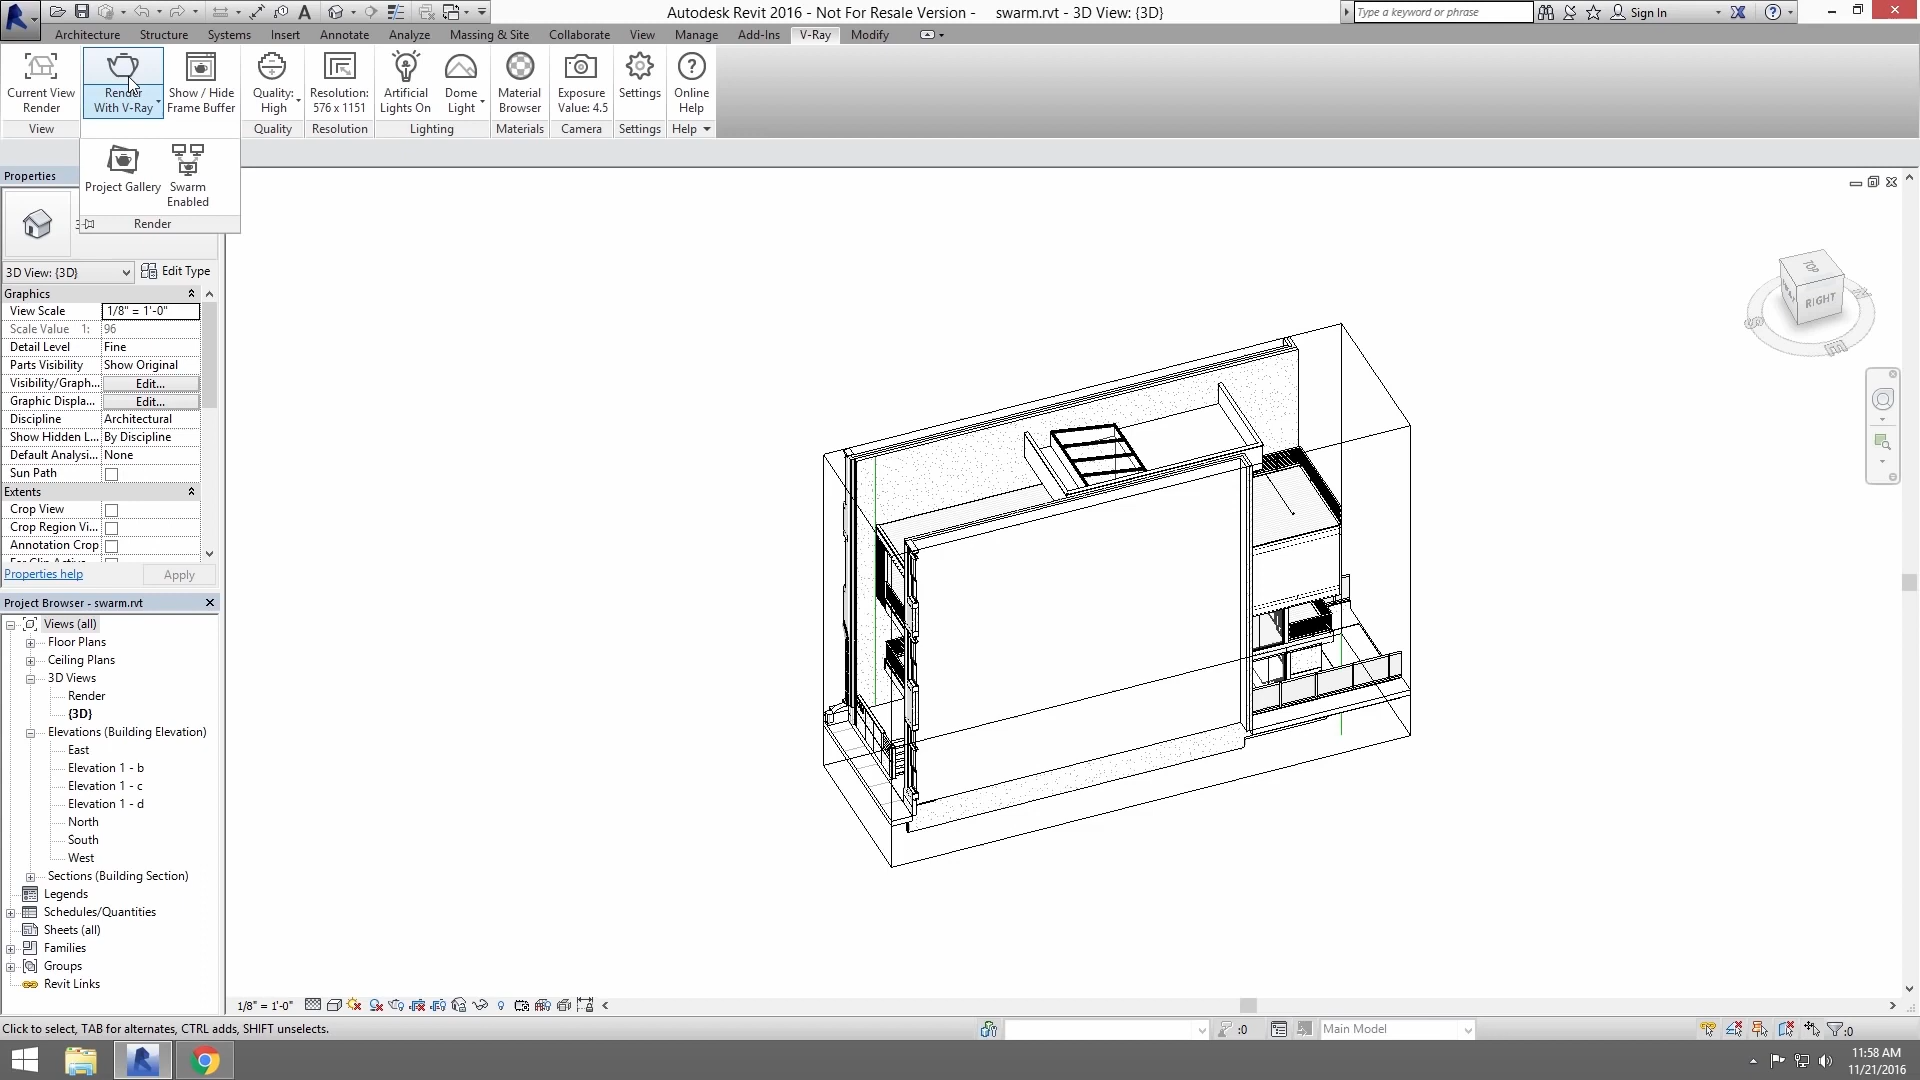 Autodesk Revit 2016 - Not For Resale Version - swarm.rvt - 3D View: {3D}
Type a keyword or phrase
Sign In
Architecture Structure Systems Insert Annotate Analyze Massing & Site Collaborate View Manage Add-Ins V-Ray Modify
Current View
Render
Render
With V-Ray
Show / Hide
Frame Buffer
Quality:
High
Resolution:
576 x 1151
Artificial
Lights On
Dome
Light
Material
Browser
Exposure
Value: 4.5
Settings
Online
Help
View Quality Resolution Lighting Materials Camera Settings Help
Project Gallery
Swarm
Enabled
Render
Properties
3D View: {3D}
Edit Type
Graphics
View Scale 1/8" = 1'-0"
Scale Value 1: 96
Detail Level Fine
Parts Visibility Show Original
Visibility/Graph... Edit...
Graphic Displa... Edit...
Discipline Architectural
Show Hidden L... By Discipline
Default Analysi... None
Sun Path
Extents
Crop View
Crop Region Vi...
Annotation Crop
Properties help
Apply
Project Browser - swarm.rvt
Views (all)
Floor Plans
Ceiling Plans
3D Views
Render
{3D}
Elevations (Building Elevation)
East
Elevation 1 - b
Elevation 1 - c
Elevation 1 - d
North
South
West
Sections (Building Section)
Legends
Schedules/Quantities
Sheets (all)
Families
Groups
Revit Links
TOP
RIGHT
S
E
1/8" = 1'-0"
Click to select, TAB for alternates, CTRL adds, SHIFT unselects.
:0
Main Model
:0
11:58 AM
11/21/2016